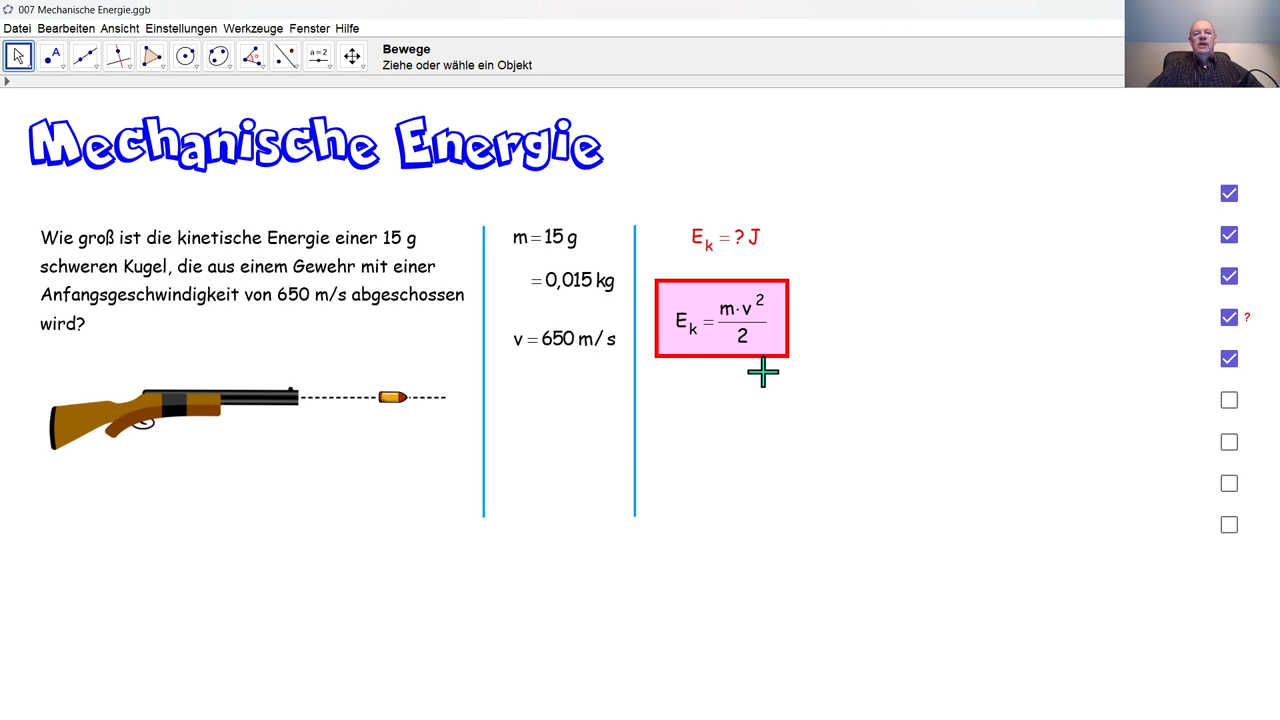 007 Mechanische Energie.ggb
Datei Bearbeiten Ansicht Einstellungen Werkzeuge Fenster Hilfe
A
a = 2
Bewege
Ziehe oder wähle ein Objekt
Mechanische Energie
Wie groß ist die kinetische Energie einer 15 g
schweren Kugel, die aus einem Gewehr mit einer
Anfangsgeschwindigkeit von 650 m/s abgeschossen
wird?
m = 15 g
= 0,015 kg
v = 650 m/s
E_k = ? J
E_k = m·v²/2
?